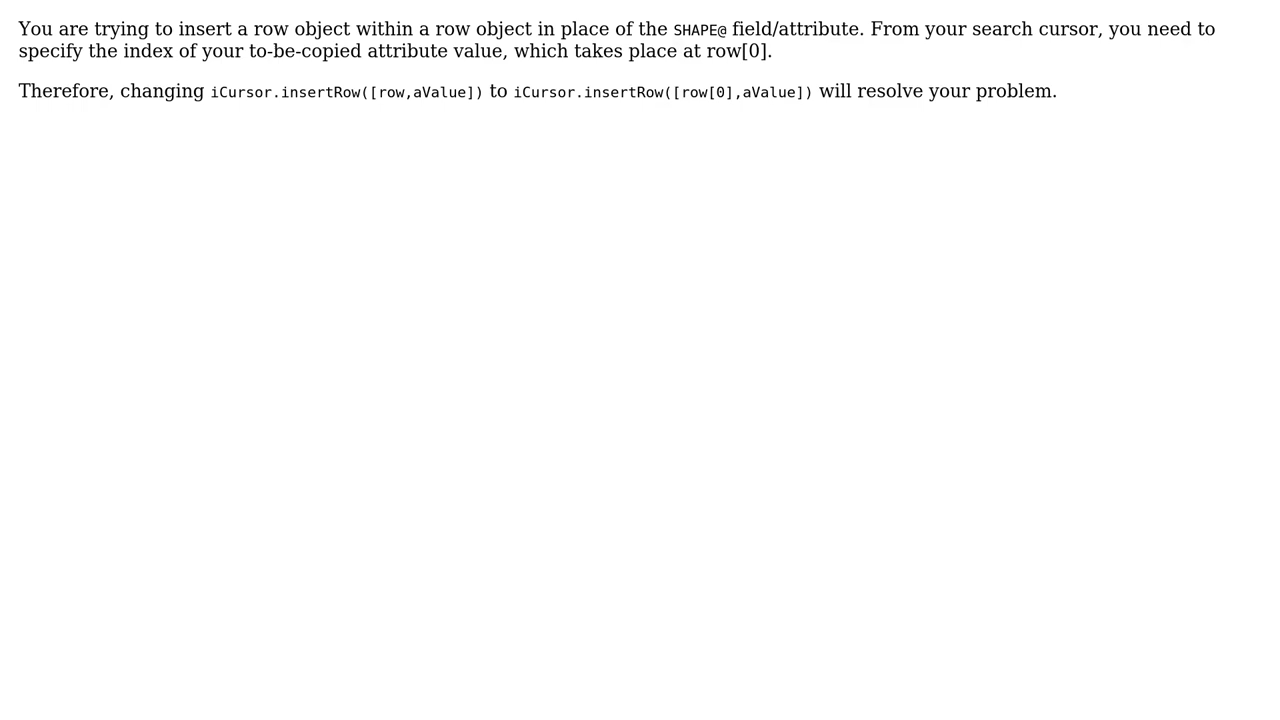 You are trying to insert a row object within a row object in place of the SHAPE@ field/attribute. From your search cursor, you need to
specify the index of your to-be-copied attribute value, which takes place at row[0].
Therefore, changing iCursor.insertRow([row,aValue]) to iCursor.insertRow([row[0],aValue]) will resolve your problem.